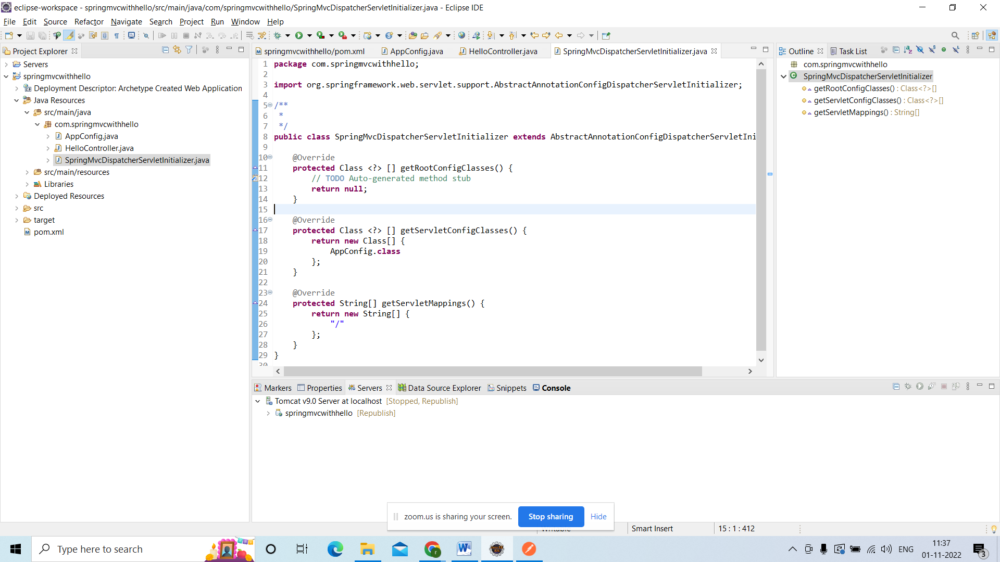 eclipse-workspace - springmvcwithhello/src/main/java/com/springmvcwithhello/SpringMvcDispatcherServletInitializer.java - Eclipse IDE
File Edit Source Refactor Navigate Search Project Run Window Help
Project Explorer
Servers
springmvcwithhello
Deployment Descriptor: Archetype Created Web Application
Java Resources
src/main/java
com.springmvcwithhello
AppConfig.java
HelloController.java
SpringMvcDispatcherServletInitializer.java
src/main/resources
Libraries
Deployed Resources
src
target
pom.xml
springmvcwithhello/pom.xml AppConfig.java HelloController.java SpringMvcDispatcherServletInitializer.java
1 package com.springmvcwithhello;
2
3 import org.springframework.web.servlet.support.AbstractAnnotationConfigDispatcherServletInitializer;
4
5 /**
6 *
7 */
8 public class SpringMvcDispatcherServletInitializer extends AbstractAnnotationConfigDispatcherServletIni
9
10 @Override
11 protected Class <?> [] getRootConfigClasses() {
12 // TODO Auto-generated method stub
13 return null;
14 }
15
16 @Override
17 protected Class <?> [] getServletConfigClasses() {
18 return new Class[] {
19 AppConfig.class
20 };
21 }
22
23 @Override
24 protected String[] getServletMappings() {
25 return new String[] {
26 "/"
27 };
28 }
29 }
30
Outline Task List
com.springmvcwithhello
SpringMvcDispatcherServletInitializer
getRootConfigClasses() : Class<?>[]
getServletConfigClasses() : Class<?>[]
getServletMappings() : String[]
Markers Properties Servers Data Source Explorer Snippets Console
Tomcat v9.0 Server at localhost [Stopped, Republish]
springmvcwithhello [Republish]
zoom.us is sharing your screen. Stop sharing Hide
Writable Smart Insert 15 : 1 : 412
Type here to search
ENG
11:37
01-11-2022
3